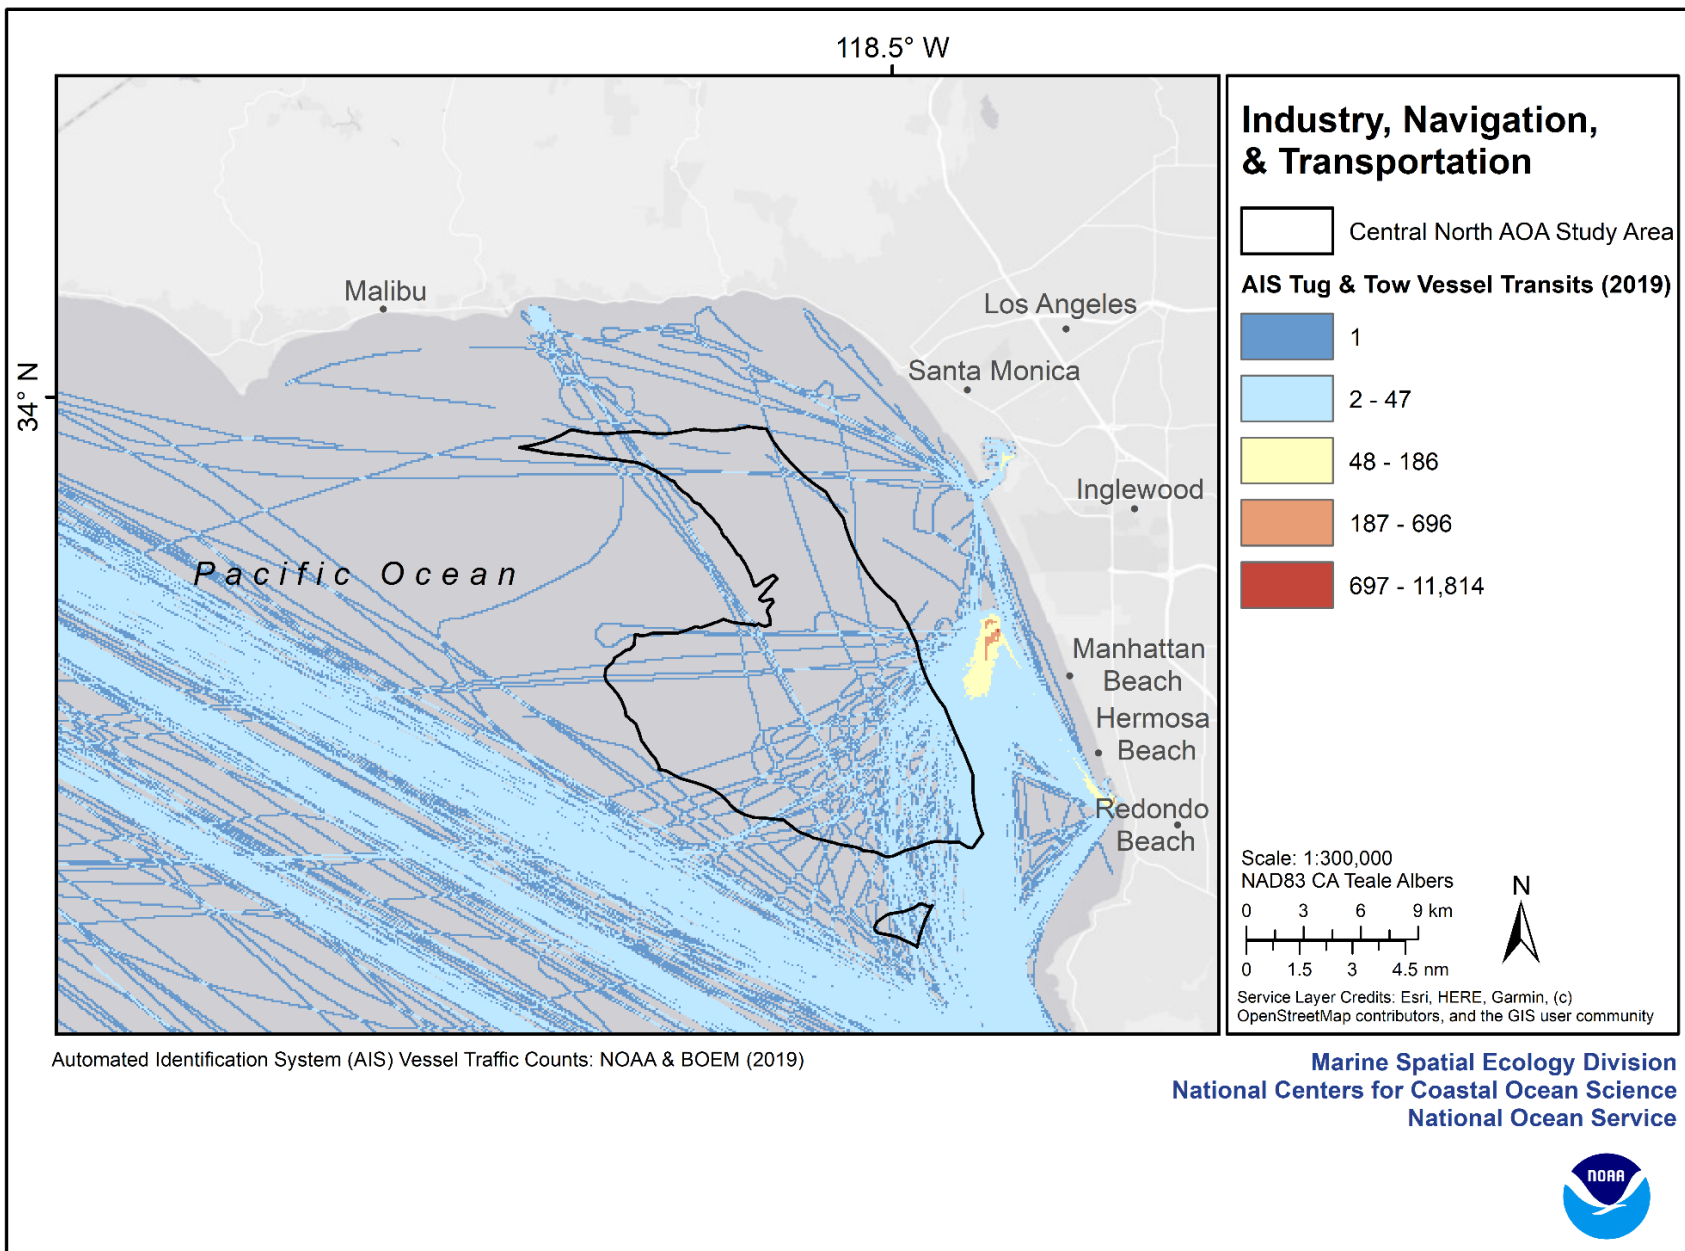 118.5° W
34° N
Malibu
Los Angeles
Santa Monica
Inglewood
Pacific Ocean
Manhattan
Beach
Hermosa
Beach
Redondo
Beach
Industry, Navigation,
& Transportation
Central North AOA Study Area
AIS Tug & Tow Vessel Transits (2019)
1
2 - 47
48 - 186
187 - 696
697 - 11,814
Scale: 1:300,000
NAD83 CA Teale Albers
0 3 6 9 km
0 1.5 3 4.5 nm
N
Service Layer Credits: Esri, HERE, Garmin, (c)
OpenStreetMap contributors, and the GIS user community
Automated Identification System (AIS) Vessel Traffic Counts: NOAA & BOEM (2019)
Marine Spatial Ecology Division
National Centers for Coastal Ocean Science
National Ocean Service
NOAA